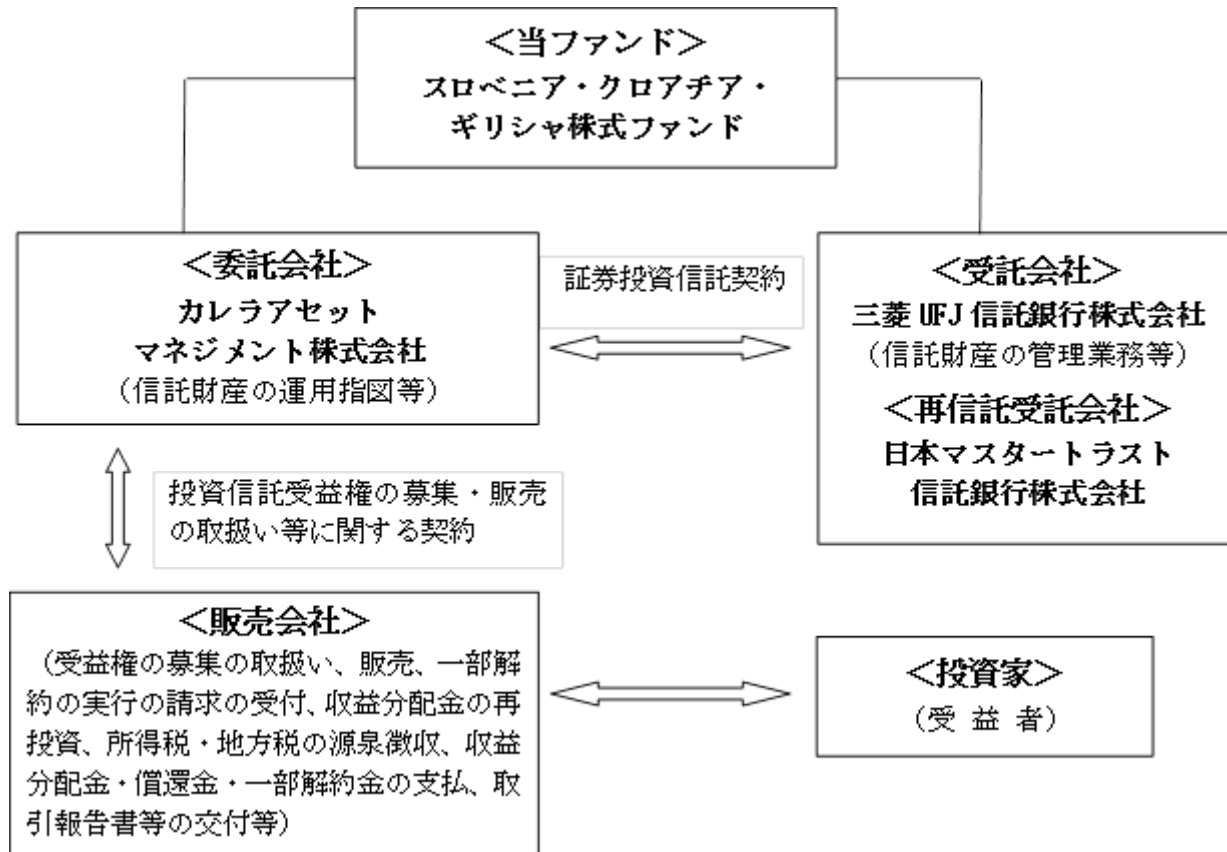 ＜当ファンド＞
スロベニア・クロアチア・
ギリシャ株式ファンド
＜委託会社＞
カレラアセット
マネジメント株式会社
（信託財産の運用指図等）
証券投資信託契約
＜受託会社＞
三菱UFJ信託銀行株式会社
（信託財産の管理業務等）
＜再信託受託会社＞
日本マスタートラスト
信託銀行株式会社
投資信託受益権の募集・販売
の取扱い等に関する契約
＜販売会社＞
（受益権の募集の取扱い、販売、一部解
約の実行の請求の受付、収益分配金の再
投資、所得税・地方税の源泉徴収、収益
分配金・償還金・一部解約金の支払、取
引報告書等の交付等）
＜投資家＞
（受 益 者）